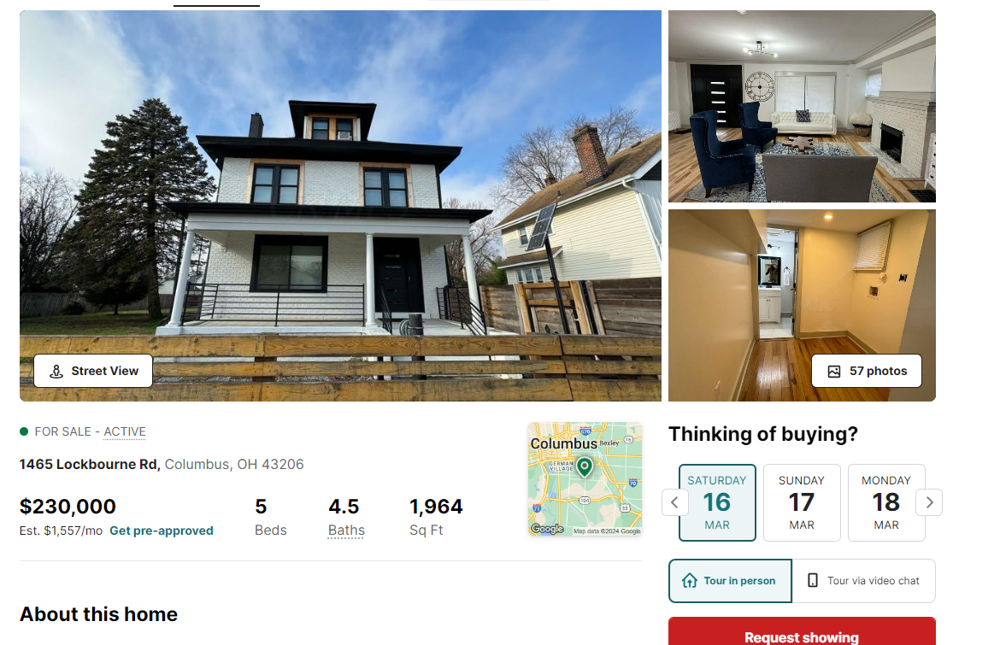 Street View
57 photos
FOR SALE - ACTIVE
1465 Lockbourne Rd, Columbus, OH 43206
$230,000
Est. $1,557/mo Get pre-approved
5
Beds
4.5
Baths
1,964
Sq Ft
670
16
Columbus
Bexley
GERMAN
VILLAGE
70
104
71
33
Google
Map data ©2024 Google
About this home
Thinking of buying?
SATURDAY
16
MAR
SUNDAY
17
MAR
MONDAY
18
MAR
Tour in person
Tour via video chat
Request showing